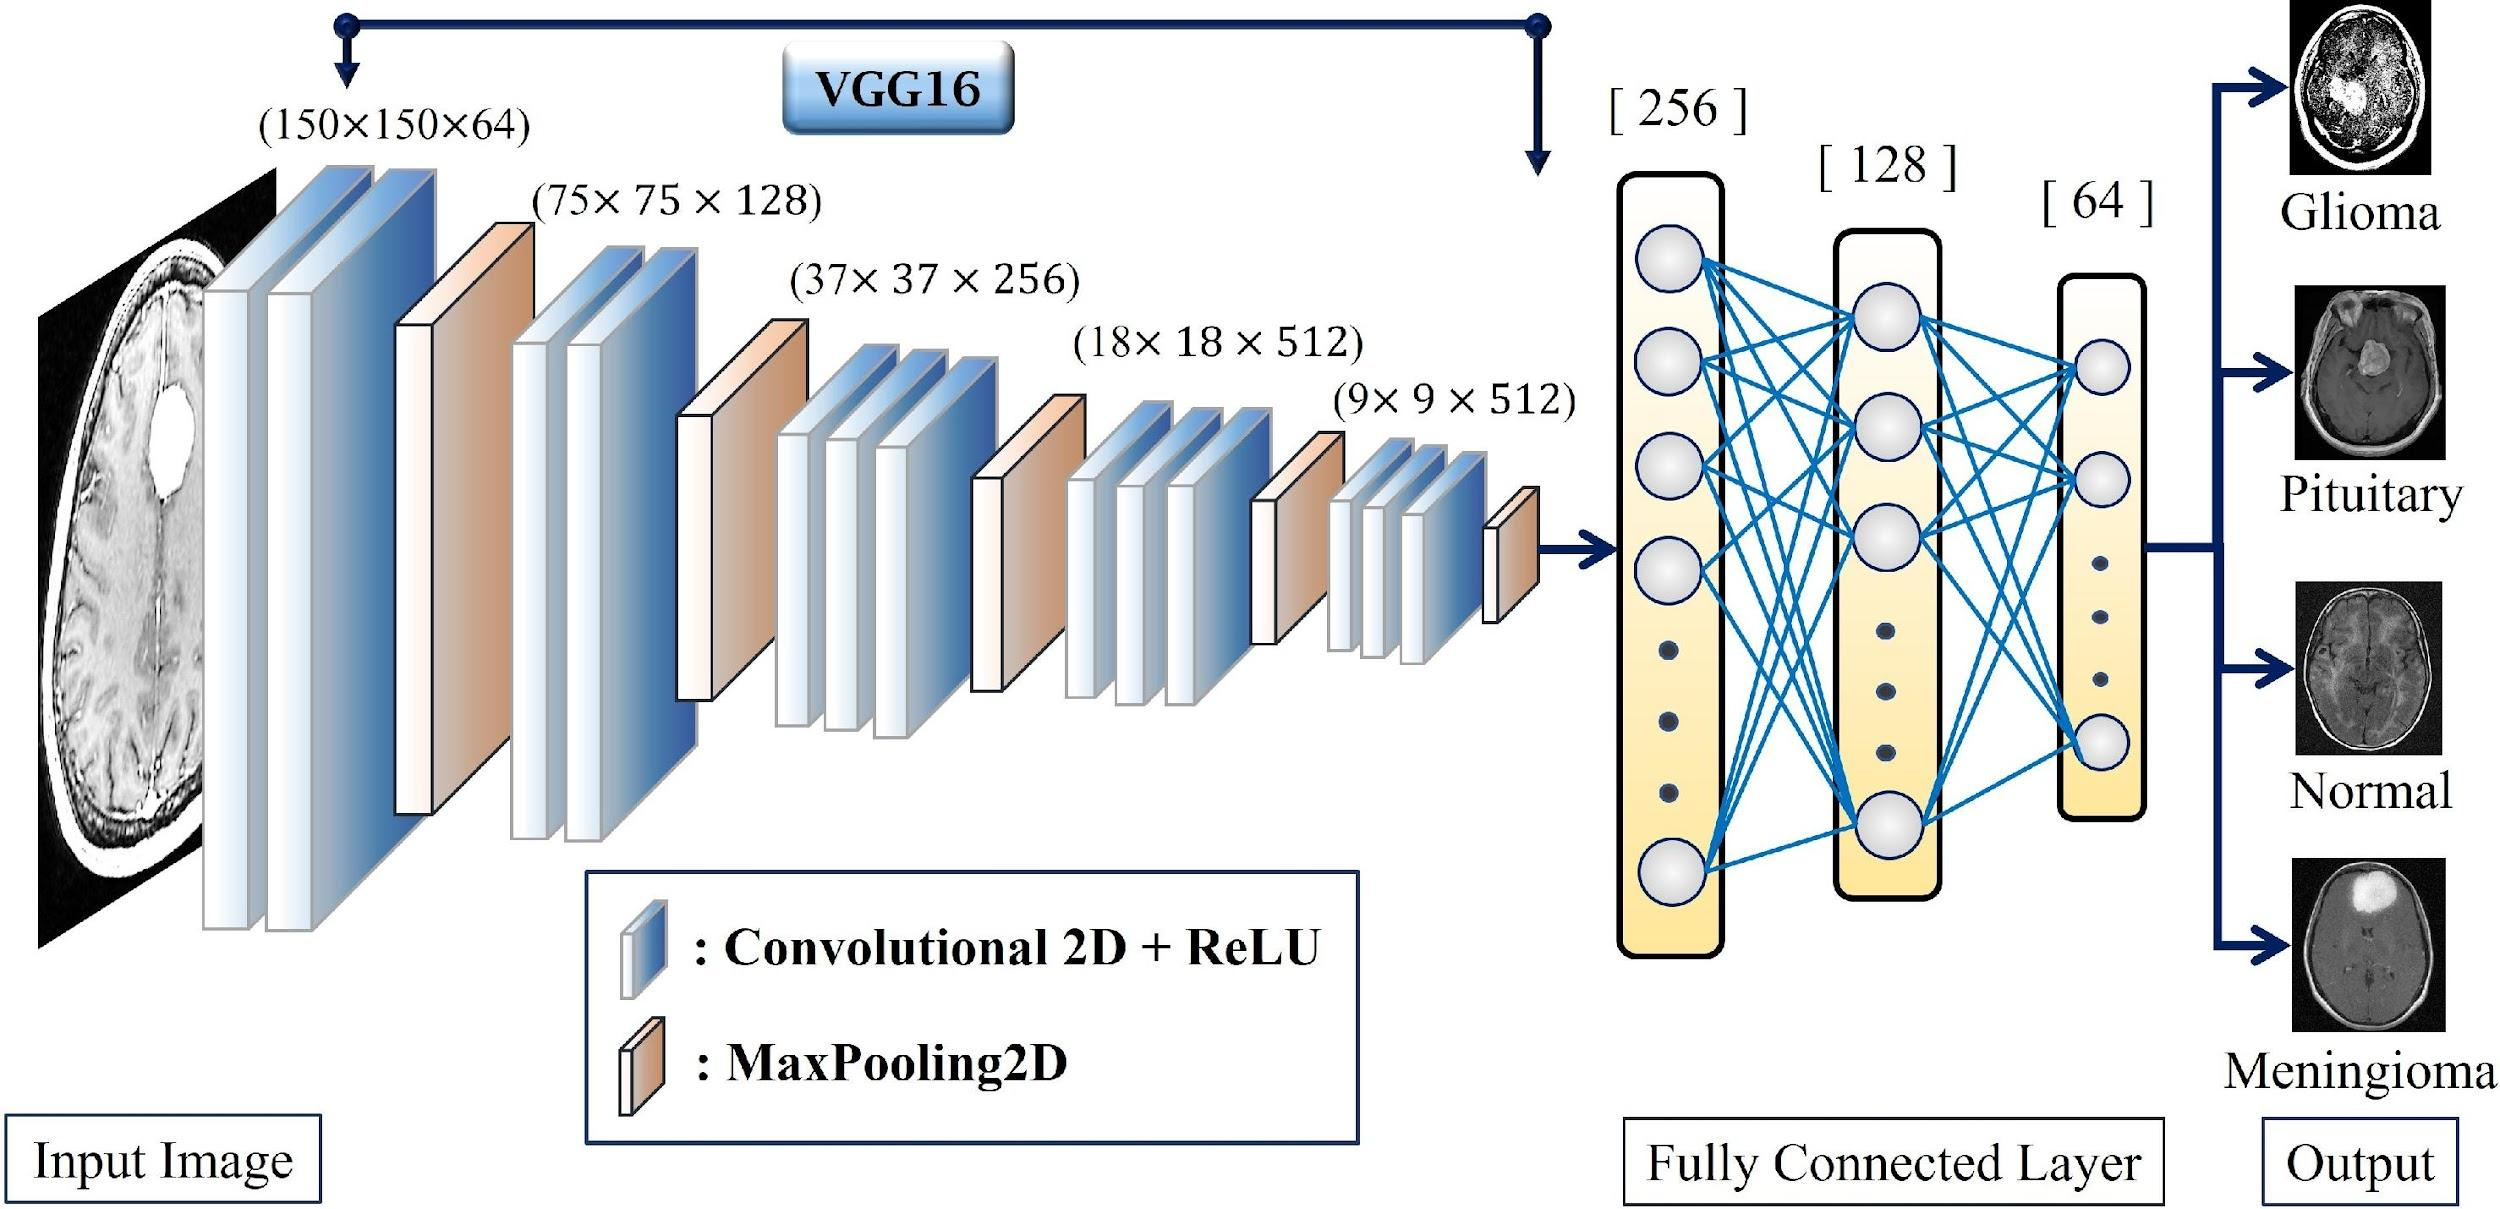 VGG16
(150×150×64)
(75× 75 × 128)
(37× 37 × 256)
(18× 18 × 512)
(9× 9 × 512)
[ 256 ]
[ 128 ]
[ 64 ]
Glioma
Pituitary
Normal
Meningioma
: Convolutional 2D + ReLU
: MaxPooling2D
Input Image
Fully Connected Layer
Output